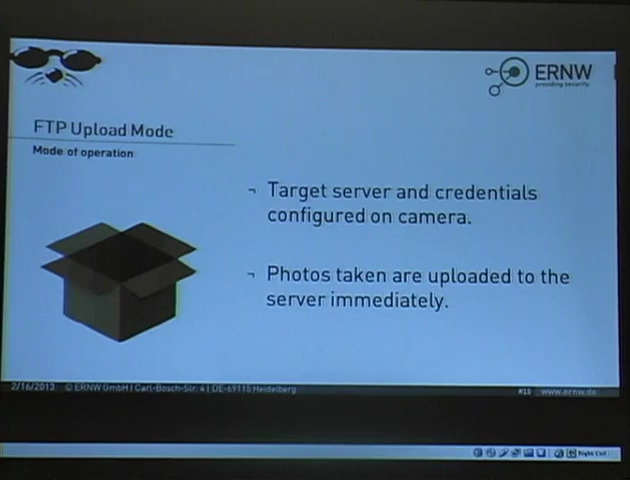 ERNW
providing security.
FTP Upload Mode
Mode of operation
¬ Target server and credentials
configured on camera.
¬ Photos taken are uploaded to the
server immediately.
2/16/2013 © ERNW GmbH | Carl-Bosch-Str. 4 | DE-69115 Heidelberg #15 www.ernw.de
Right Ctrl